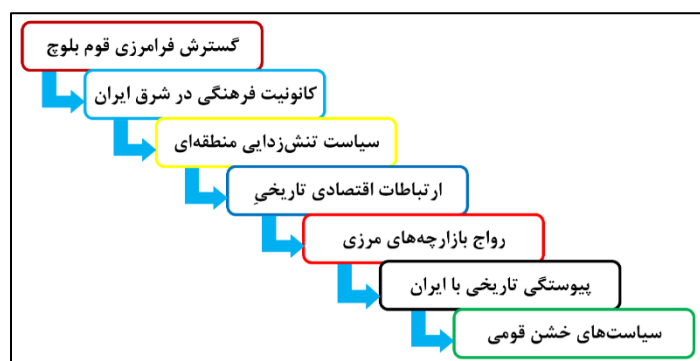 گسترش فرامرزی قوم بلوچ
کانونیت فرهنگی در شرق ایران
سیاست تنش‌زدایی منطقه‌ای
ارتباطات اقتصادی تاریخیِ
رواج بازارچه‌های مرزی
پیوستگی تاریخی با ایران
سیاست‌های خشن قومی